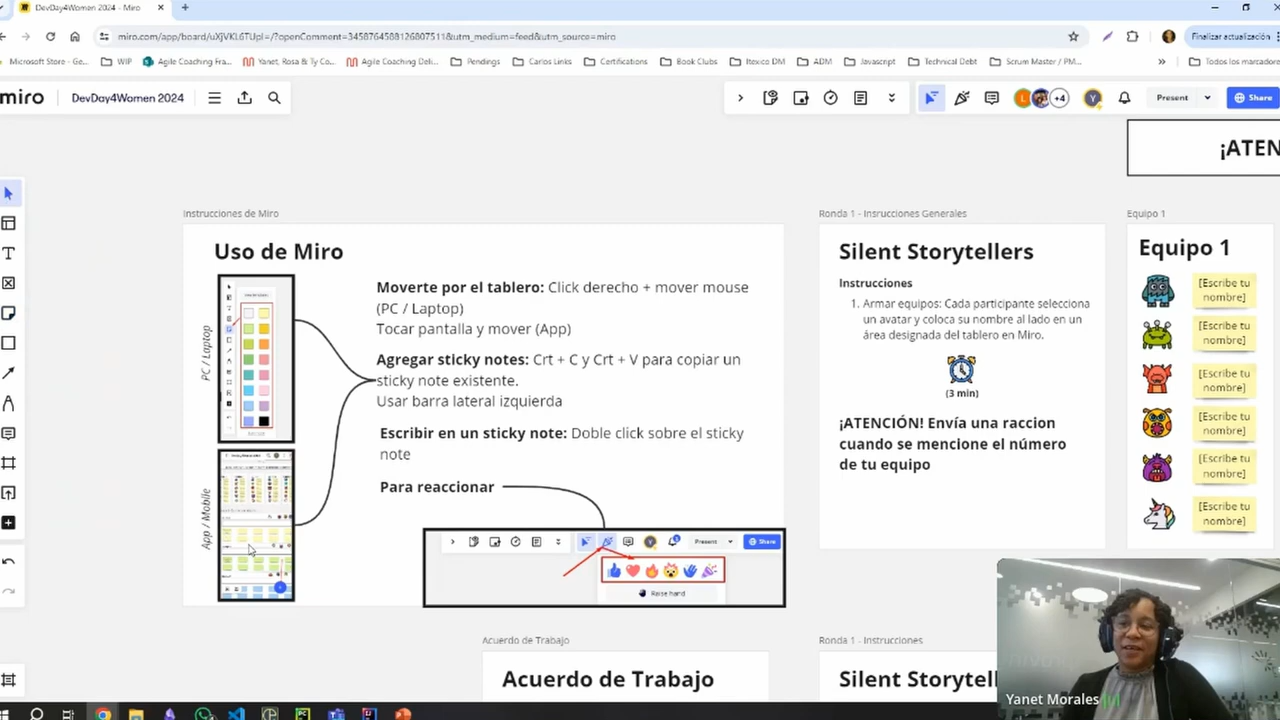 DevDay4Women 2024 - Miro
miro.com/app/board/uXjVKL6TUpI=/?openComment=3458764588126807511&utm_medium=feed&utm_source=miro
Finalizar actualización
Microsoft Store - Ge...
WIP
Agile Coaching Fra...
Yanet, Rosa & Ty Co...
Agile Coaching Deli...
Pendings
Carlos Links
Certifications
Book Clubs
Itexico DM
ADM
Javascript
Technical Debt
Scrum Master / PM...
Todos los marcadore
miro
DevDay4Women 2024
+4
Y
Present
Share
¡ATEN
Instrucciones de Miro
Uso de Miro
PC / Laptop
App / Mobile
Moverte por el tablero: Click derecho + mover mouse
(PC / Laptop)
Tocar pantalla y mover (App)
Agregar sticky notes: Crt + C y Crt + V para copiar un
sticky note existente.
Usar barra lateral izquierda
Escribir en un sticky note: Doble click sobre el sticky
note
Para reaccionar
Present
Share
Raise hand
Ronda 1 - Insrucciones Generales
Silent Storytellers
Instrucciones
1. Armar equipos: Cada participante selecciona
un avatar y coloca su nombre al lado en un
área designada del tablero en Miro.
(3 min)
¡ATENCIÓN! Envía una raccion
cuando se mencione el número
de tu equipo
Equipo 1
Equipo 1
[Escribe tu
nombre]
[Escribe tu
nombre]
[Escribe tu
nombre]
[Escribe tu
nombre]
[Escribe tu
nombre]
[Escribe tu
nombre]
Acuerdo de Trabajo
Acuerdo de Trabajo
Ronda 1 - Instrucciones
Silent Storytell
Yanet Morales